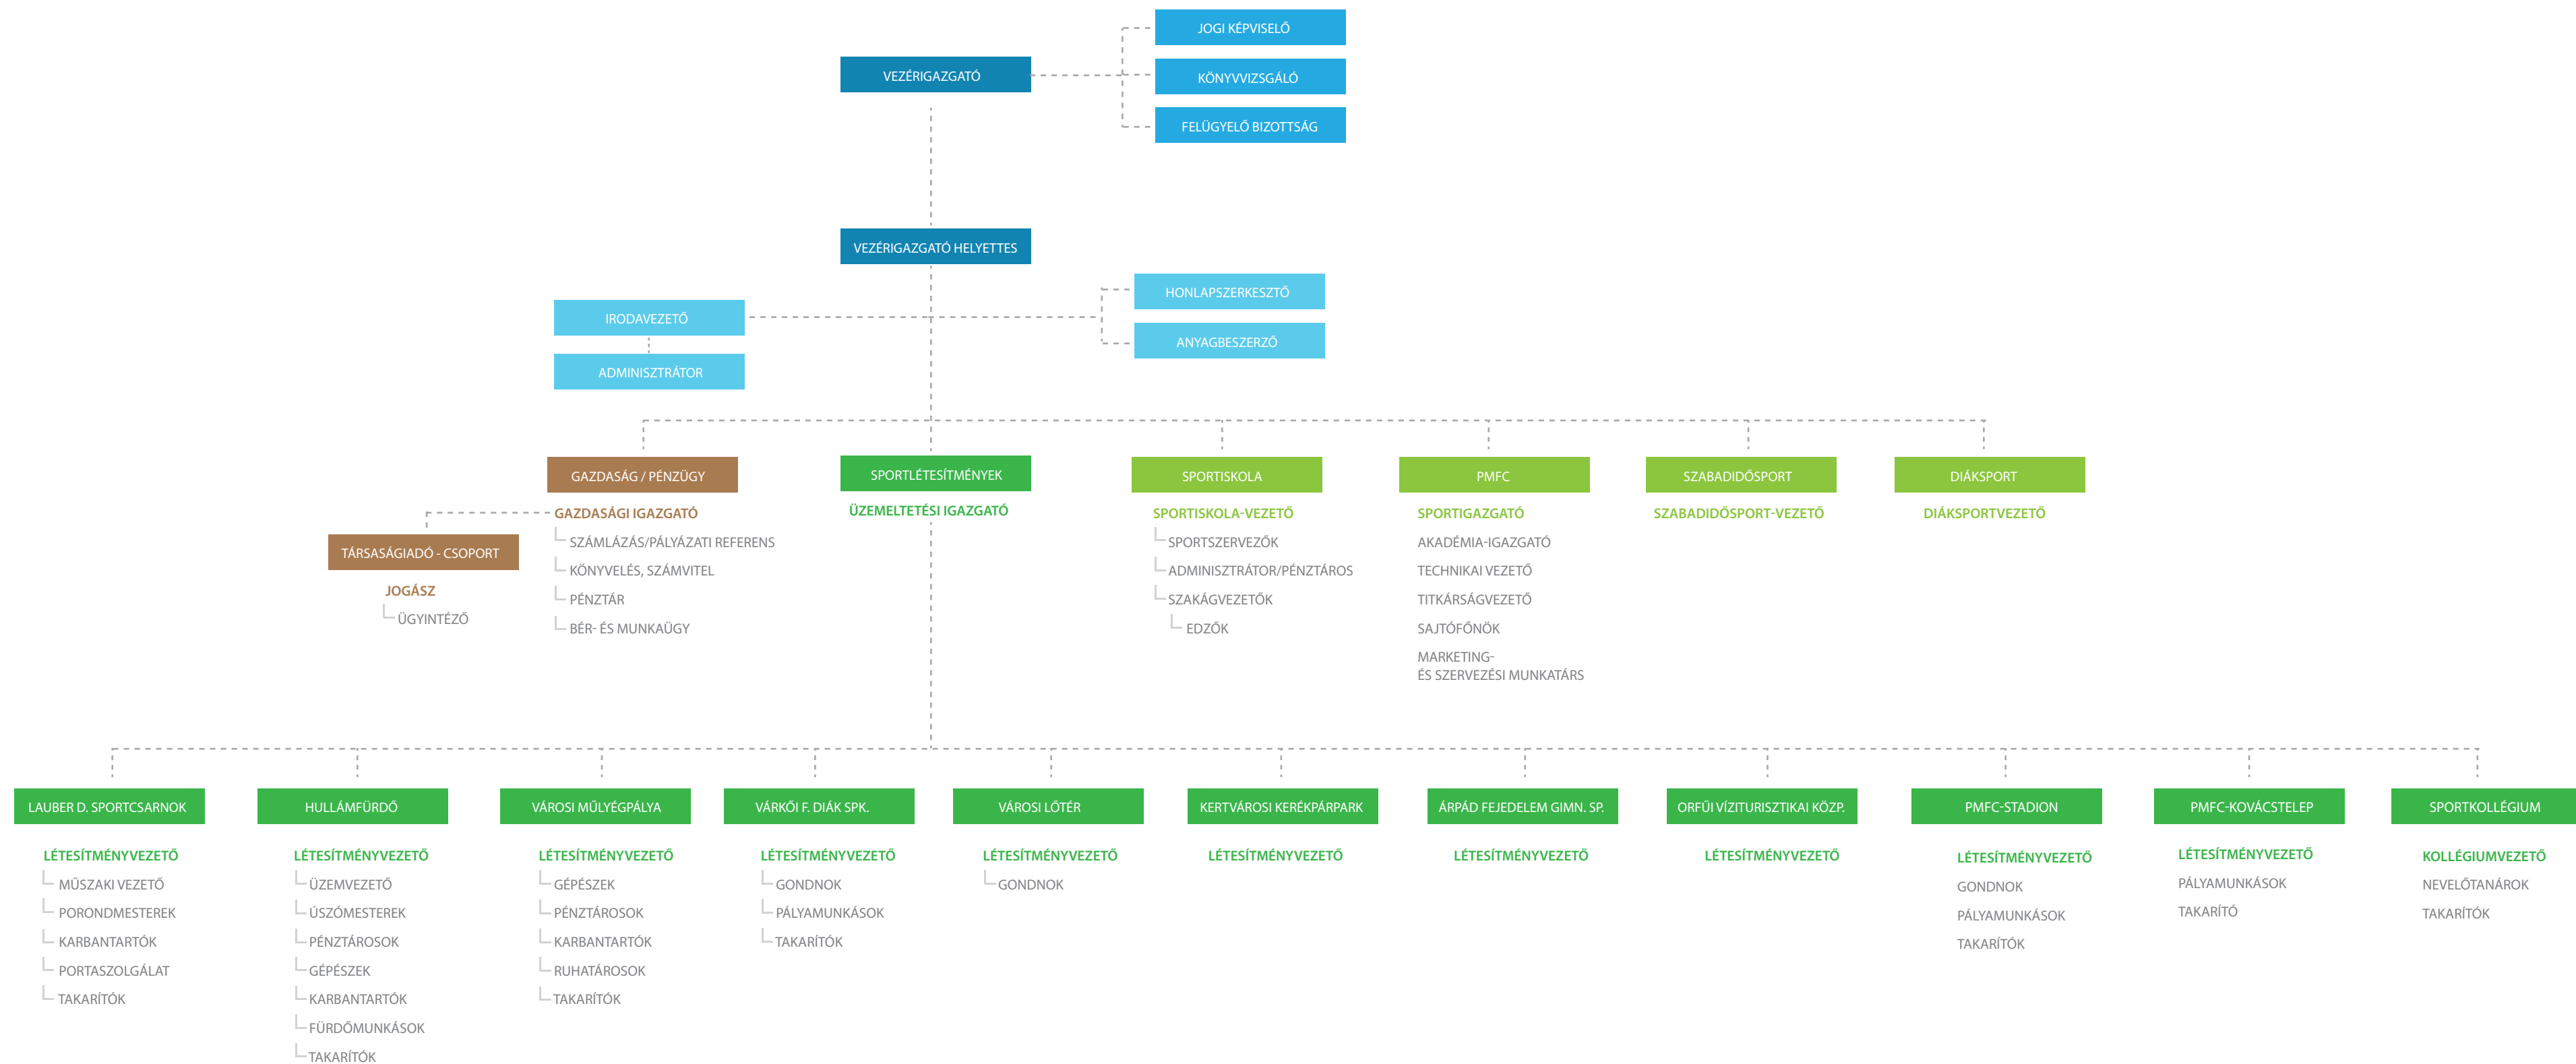 JOGI KÉPVISELŐ
VEZÉRIGAZGATÓ
KÖNYVVIZSGÁLÓ
FELÜGYELŐ BIZOTTSÁG
VEZÉRIGAZGATÓ HELYETTES
HONLAPSZERKESZTŐ
IRODAVEZETŐ
ANYAGBESZERZŐ
ADMINISZTRÁTOR
GAZDASÁG / PÉNZÜGY
GAZDASÁGI IGAZGATÓ
SZÁMLÁZÁS/PÁLYÁZATI REFERENS
KÖNYVELÉS, SZÁMVITEL
PÉNZTÁR
BÉR- ÉS MUNKAÜGY
TÁRSASÁGIADÓ - CSOPORT
JOGÁSZ
ÜGYINTÉZŐ
SPORTLÉTESÍTMÉNYEK
ÜZEMELTETÉSI IGAZGATÓ
SPORTISKOLA
SPORTISKOLA-VEZETŐ
SPORTSZERVEZŐK
ADMINISZTRÁTOR/PÉNZTÁROS
SZAKÁGVEZETŐK
EDZŐK
PMFC
SPORTIGAZGATÓ
AKADÉMIA-IGAZGATÓ
TECHNIKAI VEZETŐ
TITKÁRSÁGVEZETŐ
SAJTÓFŐNÖK
MARKETING-
ÉS SZERVEZÉSI MUNKATÁRS
SZABADIDŐSPORT
SZABADIDŐSPORT-VEZETŐ
DIÁKSPORT
DIÁKSPORTVEZETŐ
LAUBER D. SPORTCSARNOK
LÉTESÍTMÉNYVEZETŐ
MŰSZAKI VEZETŐ
PORONDMESTEREK
KARBANTARTÓK
PORTASZOLGÁLAT
TAKARÍTÓK
HULLÁMFÜRDŐ
LÉTESÍTMÉNYVEZETŐ
ÜZEMVEZETŐ
ÚSZÓMESTEREK
PÉNZTÁROSOK
GÉPÉSZEK
KARBANTARTÓK
FÜRDŐMUNKÁSOK
TAKARÍTÓK
VÁROSI MŰLYÉGPÁLYA
LÉTESÍTMÉNYVEZETŐ
GÉPÉSZEK
PÉNZTÁROSOK
KARBANTARTÓK
RUHATÁROSOK
TAKARÍTÓK
VÁRKŐI F. DIÁK SPK.
LÉTESÍTMÉNYVEZETŐ
GONDNOK
PÁLYAMUNKÁSOK
TAKARÍTÓK
VÁROSI LŐTÉR
LÉTESÍTMÉNYVEZETŐ
GONDNOK
KERTVÁROSI KERÉKPÁRPARK
LÉTESÍTMÉNYVEZETŐ
ÁRPÁD FEJEDELEM GIMN. SP.
LÉTESÍTMÉNYVEZETŐ
ORFŰI VÍZITURISZTIKAI KÖZP.
LÉTESÍTMÉNYVEZETŐ
PMFC-STADION
LÉTESÍTMÉNYVEZETŐ
GONDNOK
PÁLYAMUNKÁSOK
TAKARÍTÓK
PMFC-KOVÁCSTELEP
LÉTESÍTMÉNYVEZETŐ
PÁLYAMUNKÁSOK
TAKARÍTÓ
SPORTKOLLÉGIUM
KOLLÉGIUMVEZETŐ
NEVELŐTANÁROK
TAKARÍTÓK